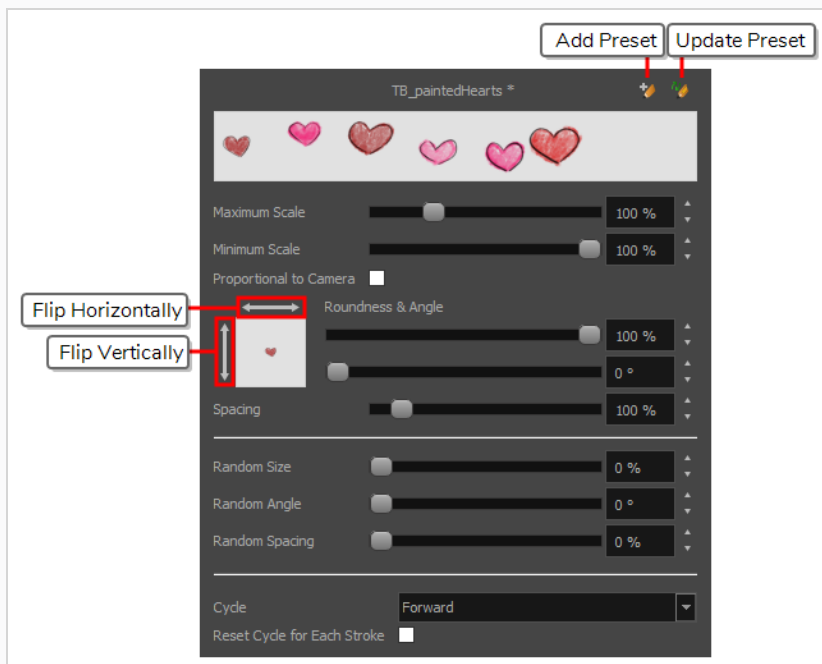 Add Preset Update Preset
TB_paintedHearts *
Maximum Scale 100 %
Minimum Scale 100 %
Proportional to Camera
Flip Horizontally Roundness & Angle
100 %
Flip Vertically
0 °
Spacing 100 %
Random Size 0 %
Random Angle 0 °
Random Spacing 0 %
Cycle Forward
Reset Cycle for Each Stroke